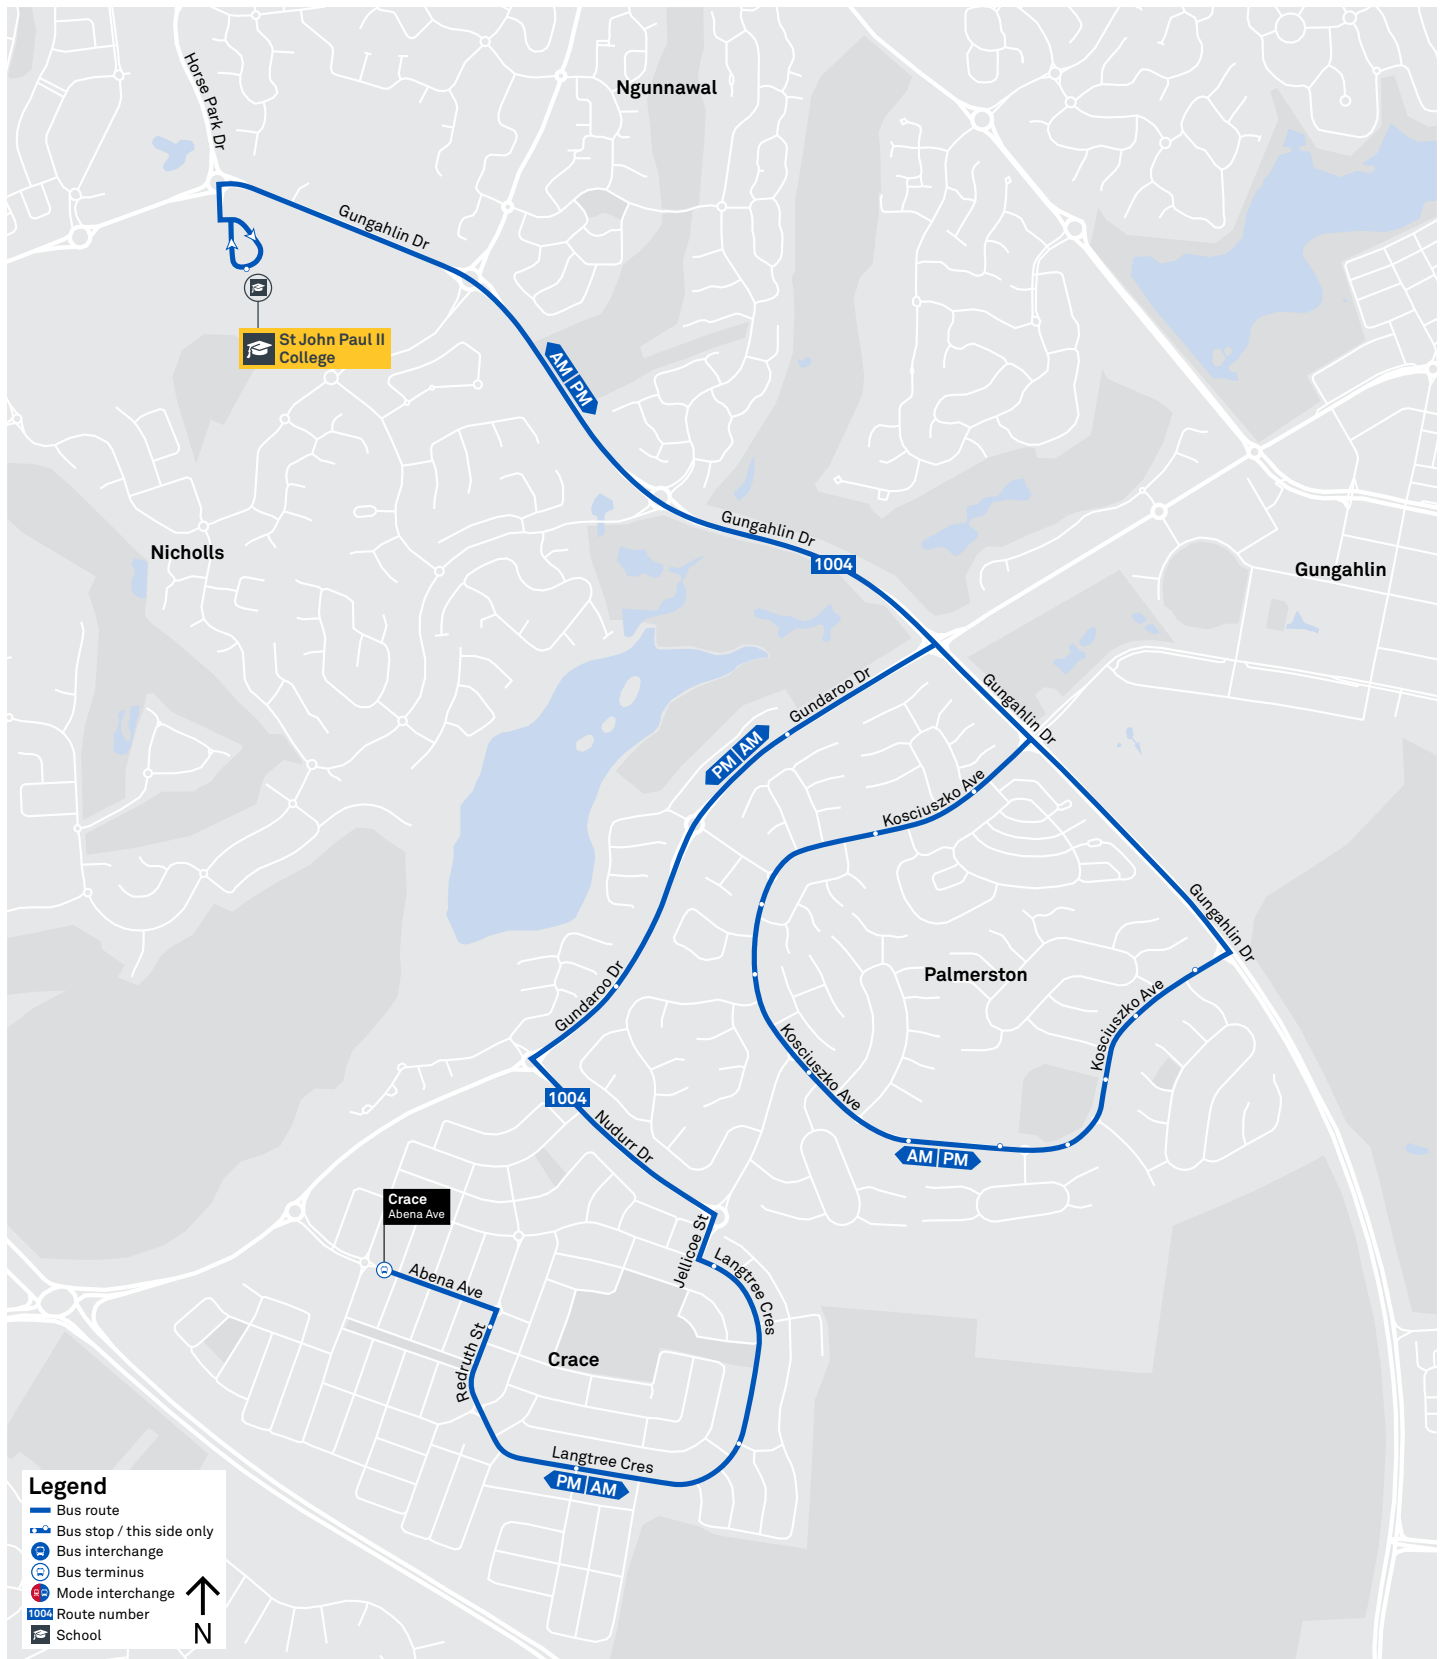 Ngunnawal
Horse Park Dr
Gungahlin Dr
St John Paul II
College
AM PM
Gungahlin Dr
1004
Nicholls
Gungahlin
Gundaroo Dr
Gungahlin Dr
PM AM
Kosciuszko Ave
Gungahlin Dr
Palmerston
Gundaroo Dr
Kosciuszko Ave
Kosciuszko Ave
1004
Nudurr Dr
AM PM
Crace
Abena Ave
Jellicoe St
Langtree Cres
Abena Ave
Redruth St
Crace
Langtree Cres
PM AM
Legend
Bus route
Bus stop / this side only
Bus interchange
Bus terminus
Mode interchange
1004 Route number
School
N